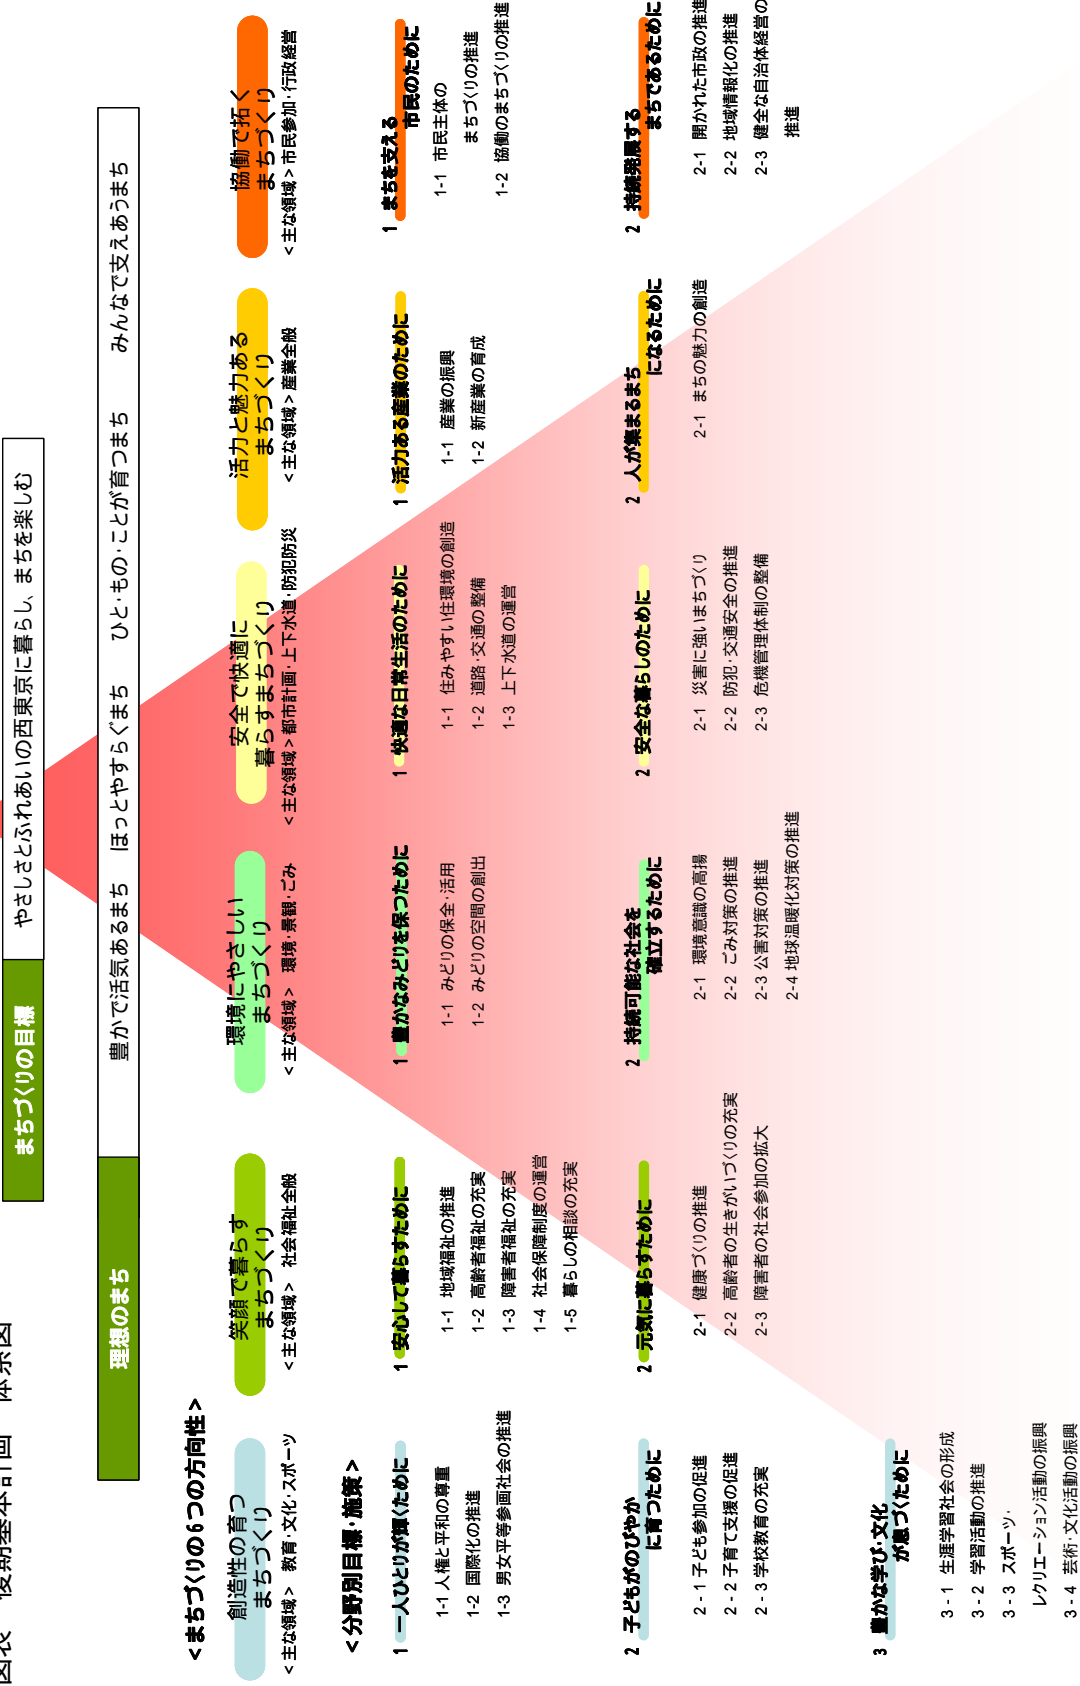 図表　後期基本計画　体系図
まちづくりの目標
やさしさとふれあいの西東京に暮らし、まちを楽しむ
理想のまち
豊かで活気あるまち　ほっとやすらぐまち　ひと・もの・ことが育つまち　みんなで支えあうまち
＜まちづくりの６つの方向性＞
創造性の育つ
まちづくり
＜主な領域＞ 教育・文化・スポーツ
笑顔で暮らす
まちづくり
＜主な領域＞ 社会福祉全般
環境にやさしい
まちづくり
＜主な領域＞ 環境・景観・ごみ
安全で快適に
暮らすまちづくり
＜主な領域＞都市計画・上下水道・防犯防災
活力と魅力ある
まちづくり
＜主な領域＞産業全般
協働で拓く
まちづくり
＜主な領域＞市民参加・行政経営
＜分野別目標・施策＞
1 一人ひとりが輝くために
1-1 人権と平和の尊重
1-2 国際化の推進
1-3 男女平等参画社会の推進
1 安心して暮らすために
1-1 地域福祉の推進
1-2 高齢者福祉の充実
1-3 障害者福祉の充実
1-4 社会保障制度の運営
1-5 暮らしの相談の充実
1 豊かなみどりを保つために
1-1 みどりの保全・活用
1-2 みどりの空間の創出
1 快適な日常生活のために
1-1 住みやすい住環境の創造
1-2 道路・交通の整備
1-3 上下水道の運営
1 活力ある産業のために
1-1 産業の振興
1-2 新産業の育成
1 まちを支える
市民のために
1-1 市民主体の
まちづくりの推進
1-2 協働のまちづくりの推進
2 子どもがのびやか
に育つために
2-1 子ども参加の促進
2-2 子育て支援の促進
2-3 学校教育の充実
2 元気に暮らすために
2-1 健康づくりの推進
2-2 高齢者の生きがいづくりの充実
2-3 障害者の社会参加の拡大
2 持続可能な社会を
確立するために
2-1 環境意識の高揚
2-2 ごみ対策の推進
2-3 公害対策の推進
2-4 地球温暖化対策の推進
2 安全な暮らしのために
2-1 災害に強いまちづくり
2-2 防犯・交通安全の推進
2-3 危機管理体制の整備
2 人が集まるまち
になるために
2-1 まちの魅力の創造
2 持続発展する
まちであるために
2-1 開かれた市政の推進
2-2 地域情報化の推進
2-3 健全な自治体経営の
推進
3 豊かな学び・文化
が息づくために
3-1 生涯学習社会の形成
3-2 学習活動の推進
3-3 スポーツ・
レクリエーション活動の振興
3-4 芸術・文化活動の振興